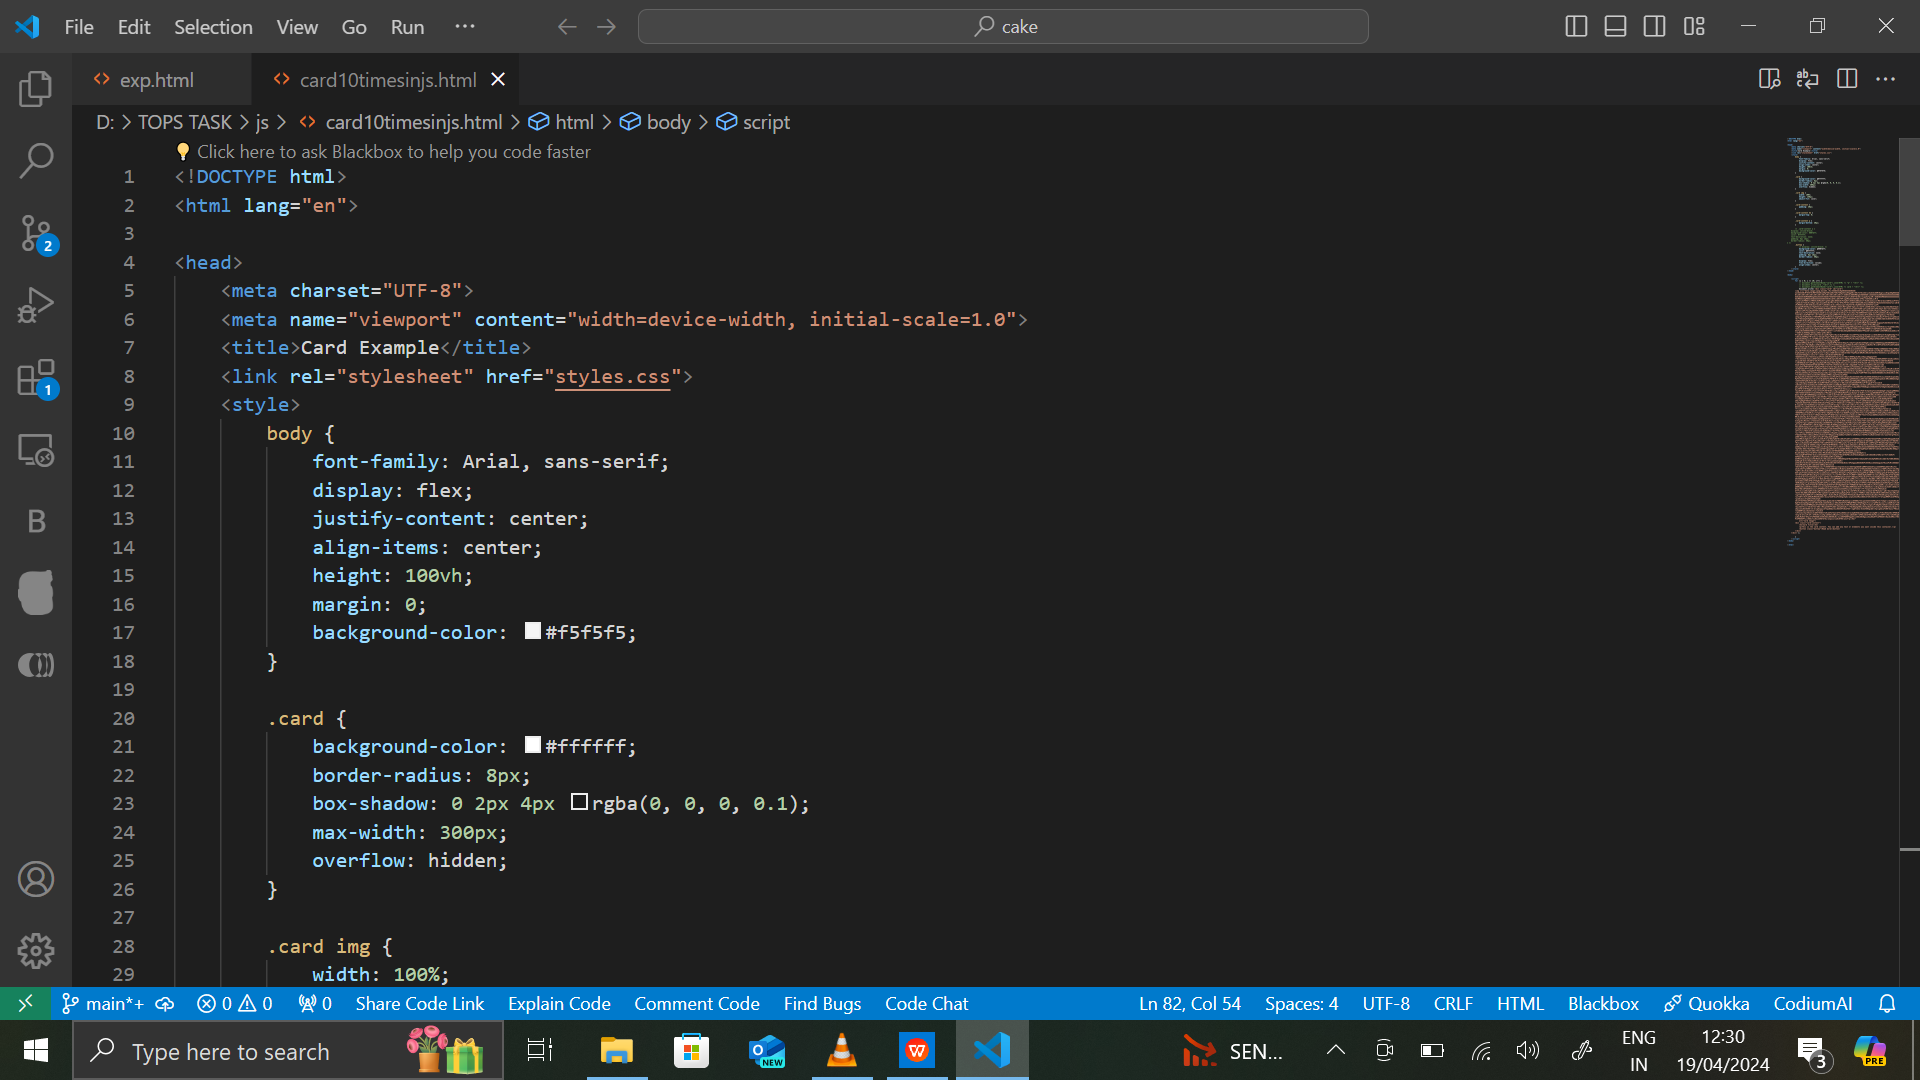 File Edit Selection View Go Run ···
cake
exp.html
card10timesinjs.html
D: > TOPS TASK > js > card10timesinjs.html > html > body > script
Click here to ask Blackbox to help you code faster
1 <!DOCTYPE html>
2 <html lang="en">
3
4 <head>
5 <meta charset="UTF-8">
6 <meta name="viewport" content="width=device-width, initial-scale=1.0">
7 <title>Card Example</title>
8 <link rel="stylesheet" href="styles.css">
9 <style>
10 body {
11 font-family: Arial, sans-serif;
12 display: flex;
13 justify-content: center;
14 align-items: center;
15 height: 100vh;
16 margin: 0;
17 background-color: #f5f5f5;
18 }
19
20 .card {
21 background-color: #ffffff;
22 border-radius: 8px;
23 box-shadow: 0 2px 4px rgba(0, 0, 0, 0.1);
24 max-width: 300px;
25 overflow: hidden;
26 }
27
28 .card img {
29 width: 100%;
2
1
B
main*+ 0 0 0 Share Code Link Explain Code Comment Code Find Bugs Code Chat Ln 82, Col 54 Spaces: 4 UTF-8 CRLF HTML Blackbox Quokka CodiumAI
Type here to search
NEW
SEN...
ENG
IN
12:30
19/04/2024
3
PRE